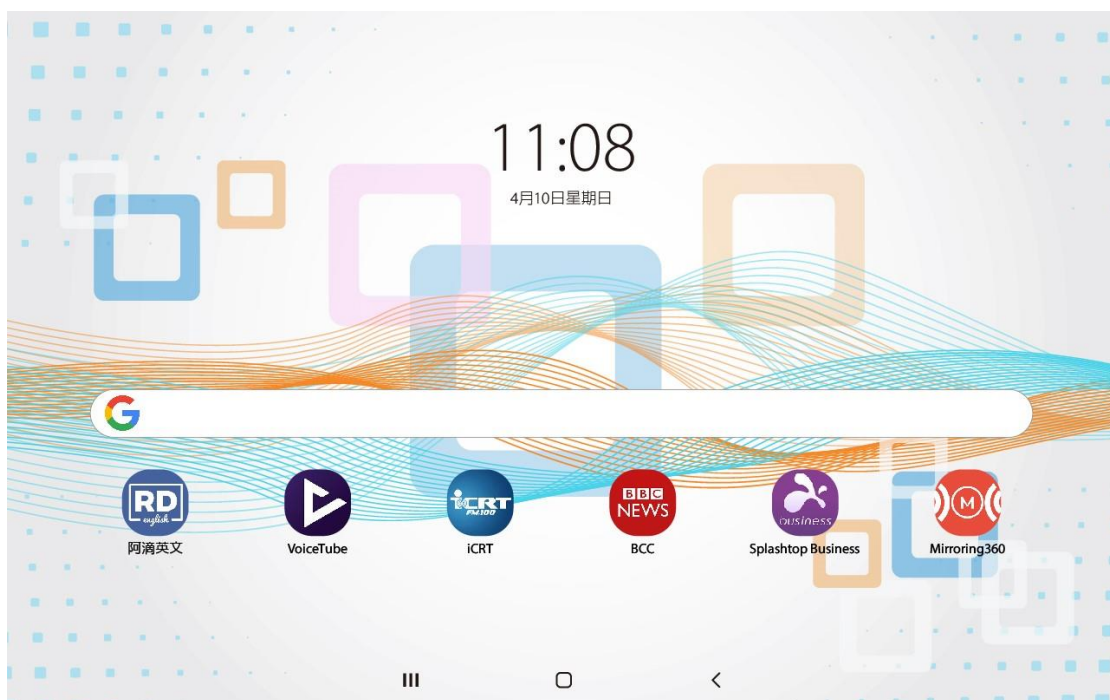 11:08
4月10日星期日
G
RD
english
阿滴英文
VoiceTube
iCRT
FM100
iCRT
BBC
NEWS
BCC
business
Splashtop Business
M
Mirroring360